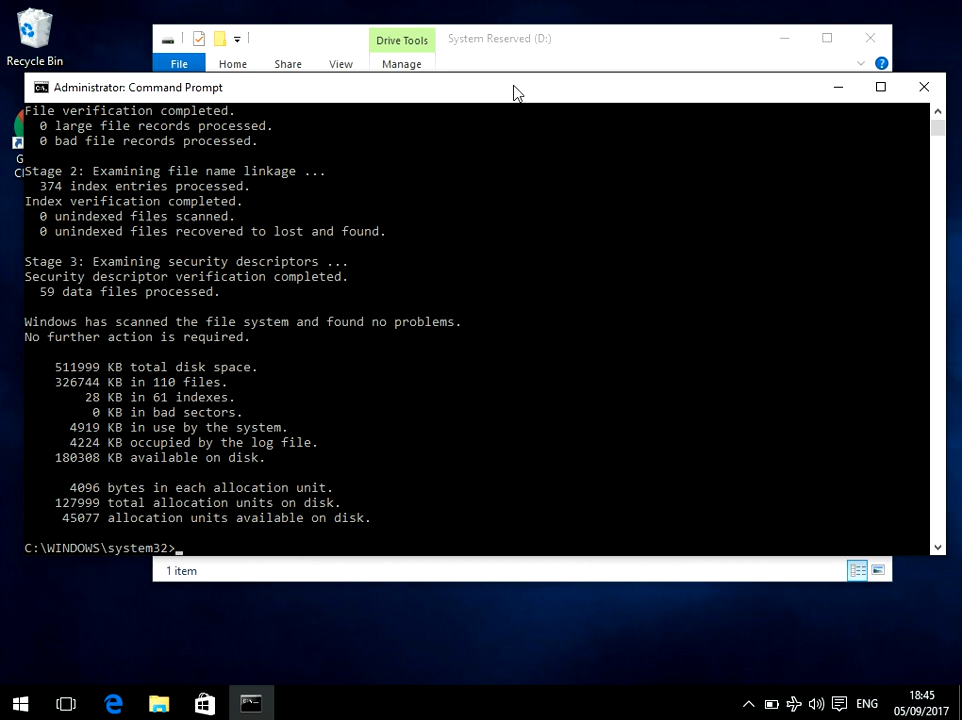 Recycle Bin
Drive Tools
System Reserved (D:)
File
Home
Share
View
Manage
Administrator: Command Prompt
File verification completed.
0 large file records processed.
0 bad file records processed.
Stage 2: Examining file name linkage ...
374 index entries processed.
Index verification completed.
0 unindexed files scanned.
0 unindexed files recovered to lost and found.
Stage 3: Examining security descriptors ...
Security descriptor verification completed.
59 data files processed.
Windows has scanned the file system and found no problems.
No further action is required.
511999 KB total disk space.
326744 KB in 110 files.
28 KB in 61 indexes.
0 KB in bad sectors.
4919 KB in use by the system.
4224 KB occupied by the log file.
180308 KB available on disk.
4096 bytes in each allocation unit.
127999 total allocation units on disk.
45077 allocation units available on disk.
C:\WINDOWS\system32>
1 item
ENG
18:45
05/09/2017